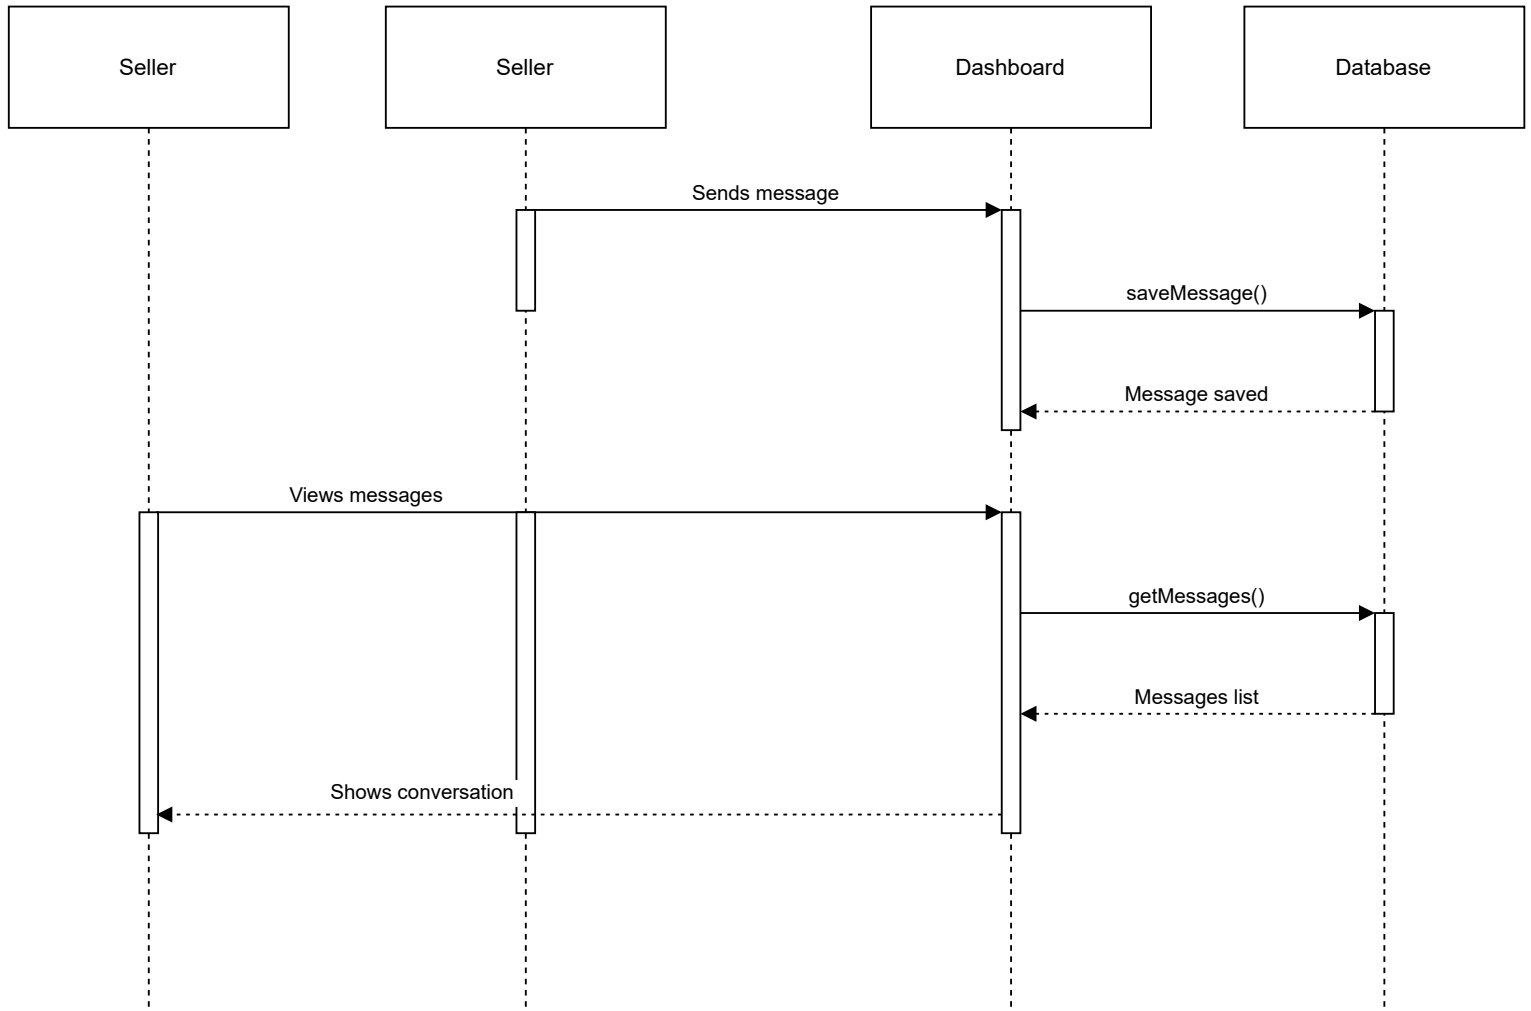 Seller
Seller
Dashboard
Database
Sends message
saveMessage()
Message saved
Views messages
getMessages()
Messages list
Shows conversation